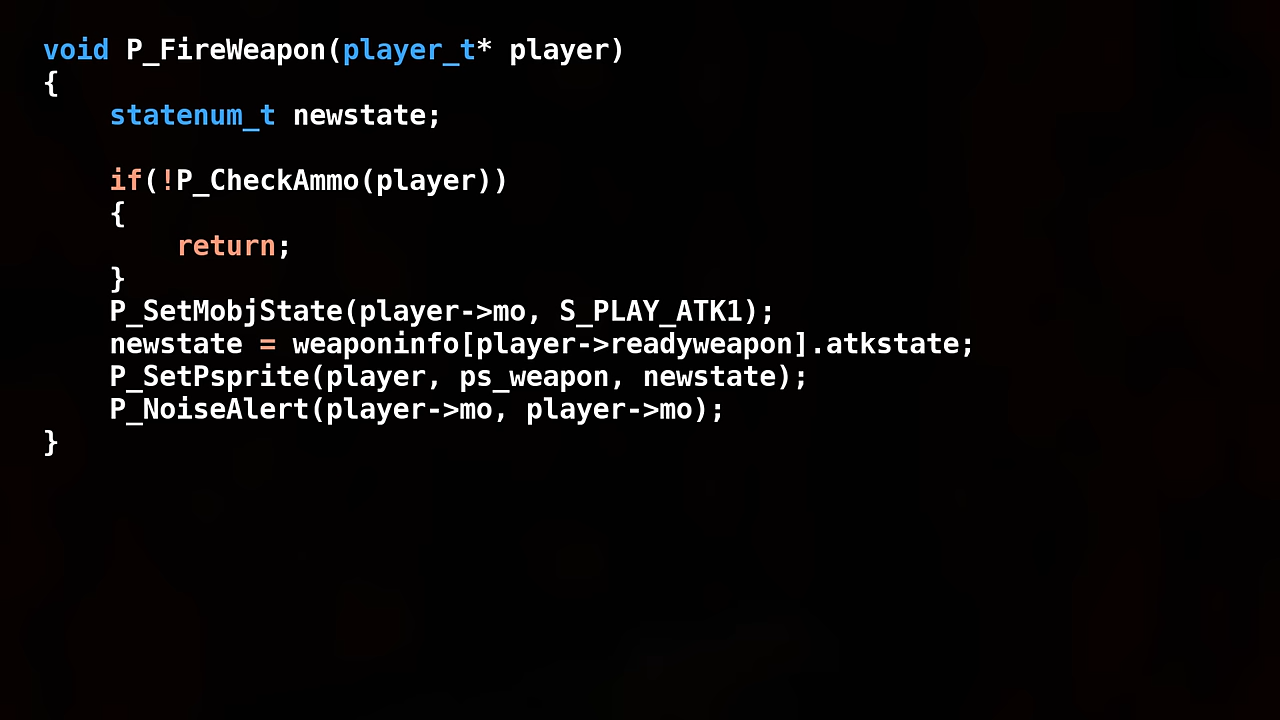 void P_FireWeapon(player_t* player)
{
    statenum_t newstate;

    if(!P_CheckAmmo(player))
    {
        return;
    }
    P_SetMobjState(player->mo, S_PLAY_ATK1);
    newstate = weaponinfo[player->readyweapon].atkstate;
    P_SetPsprite(player, ps_weapon, newstate);
    P_NoiseAlert(player->mo, player->mo);
}